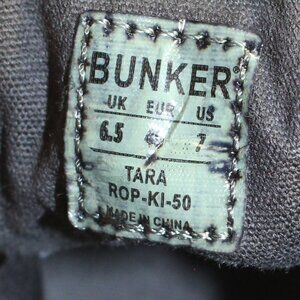 BUNKER®
UK EUR US
6.5 7
TARA
ROP-KI-50
MADE IN CHINA